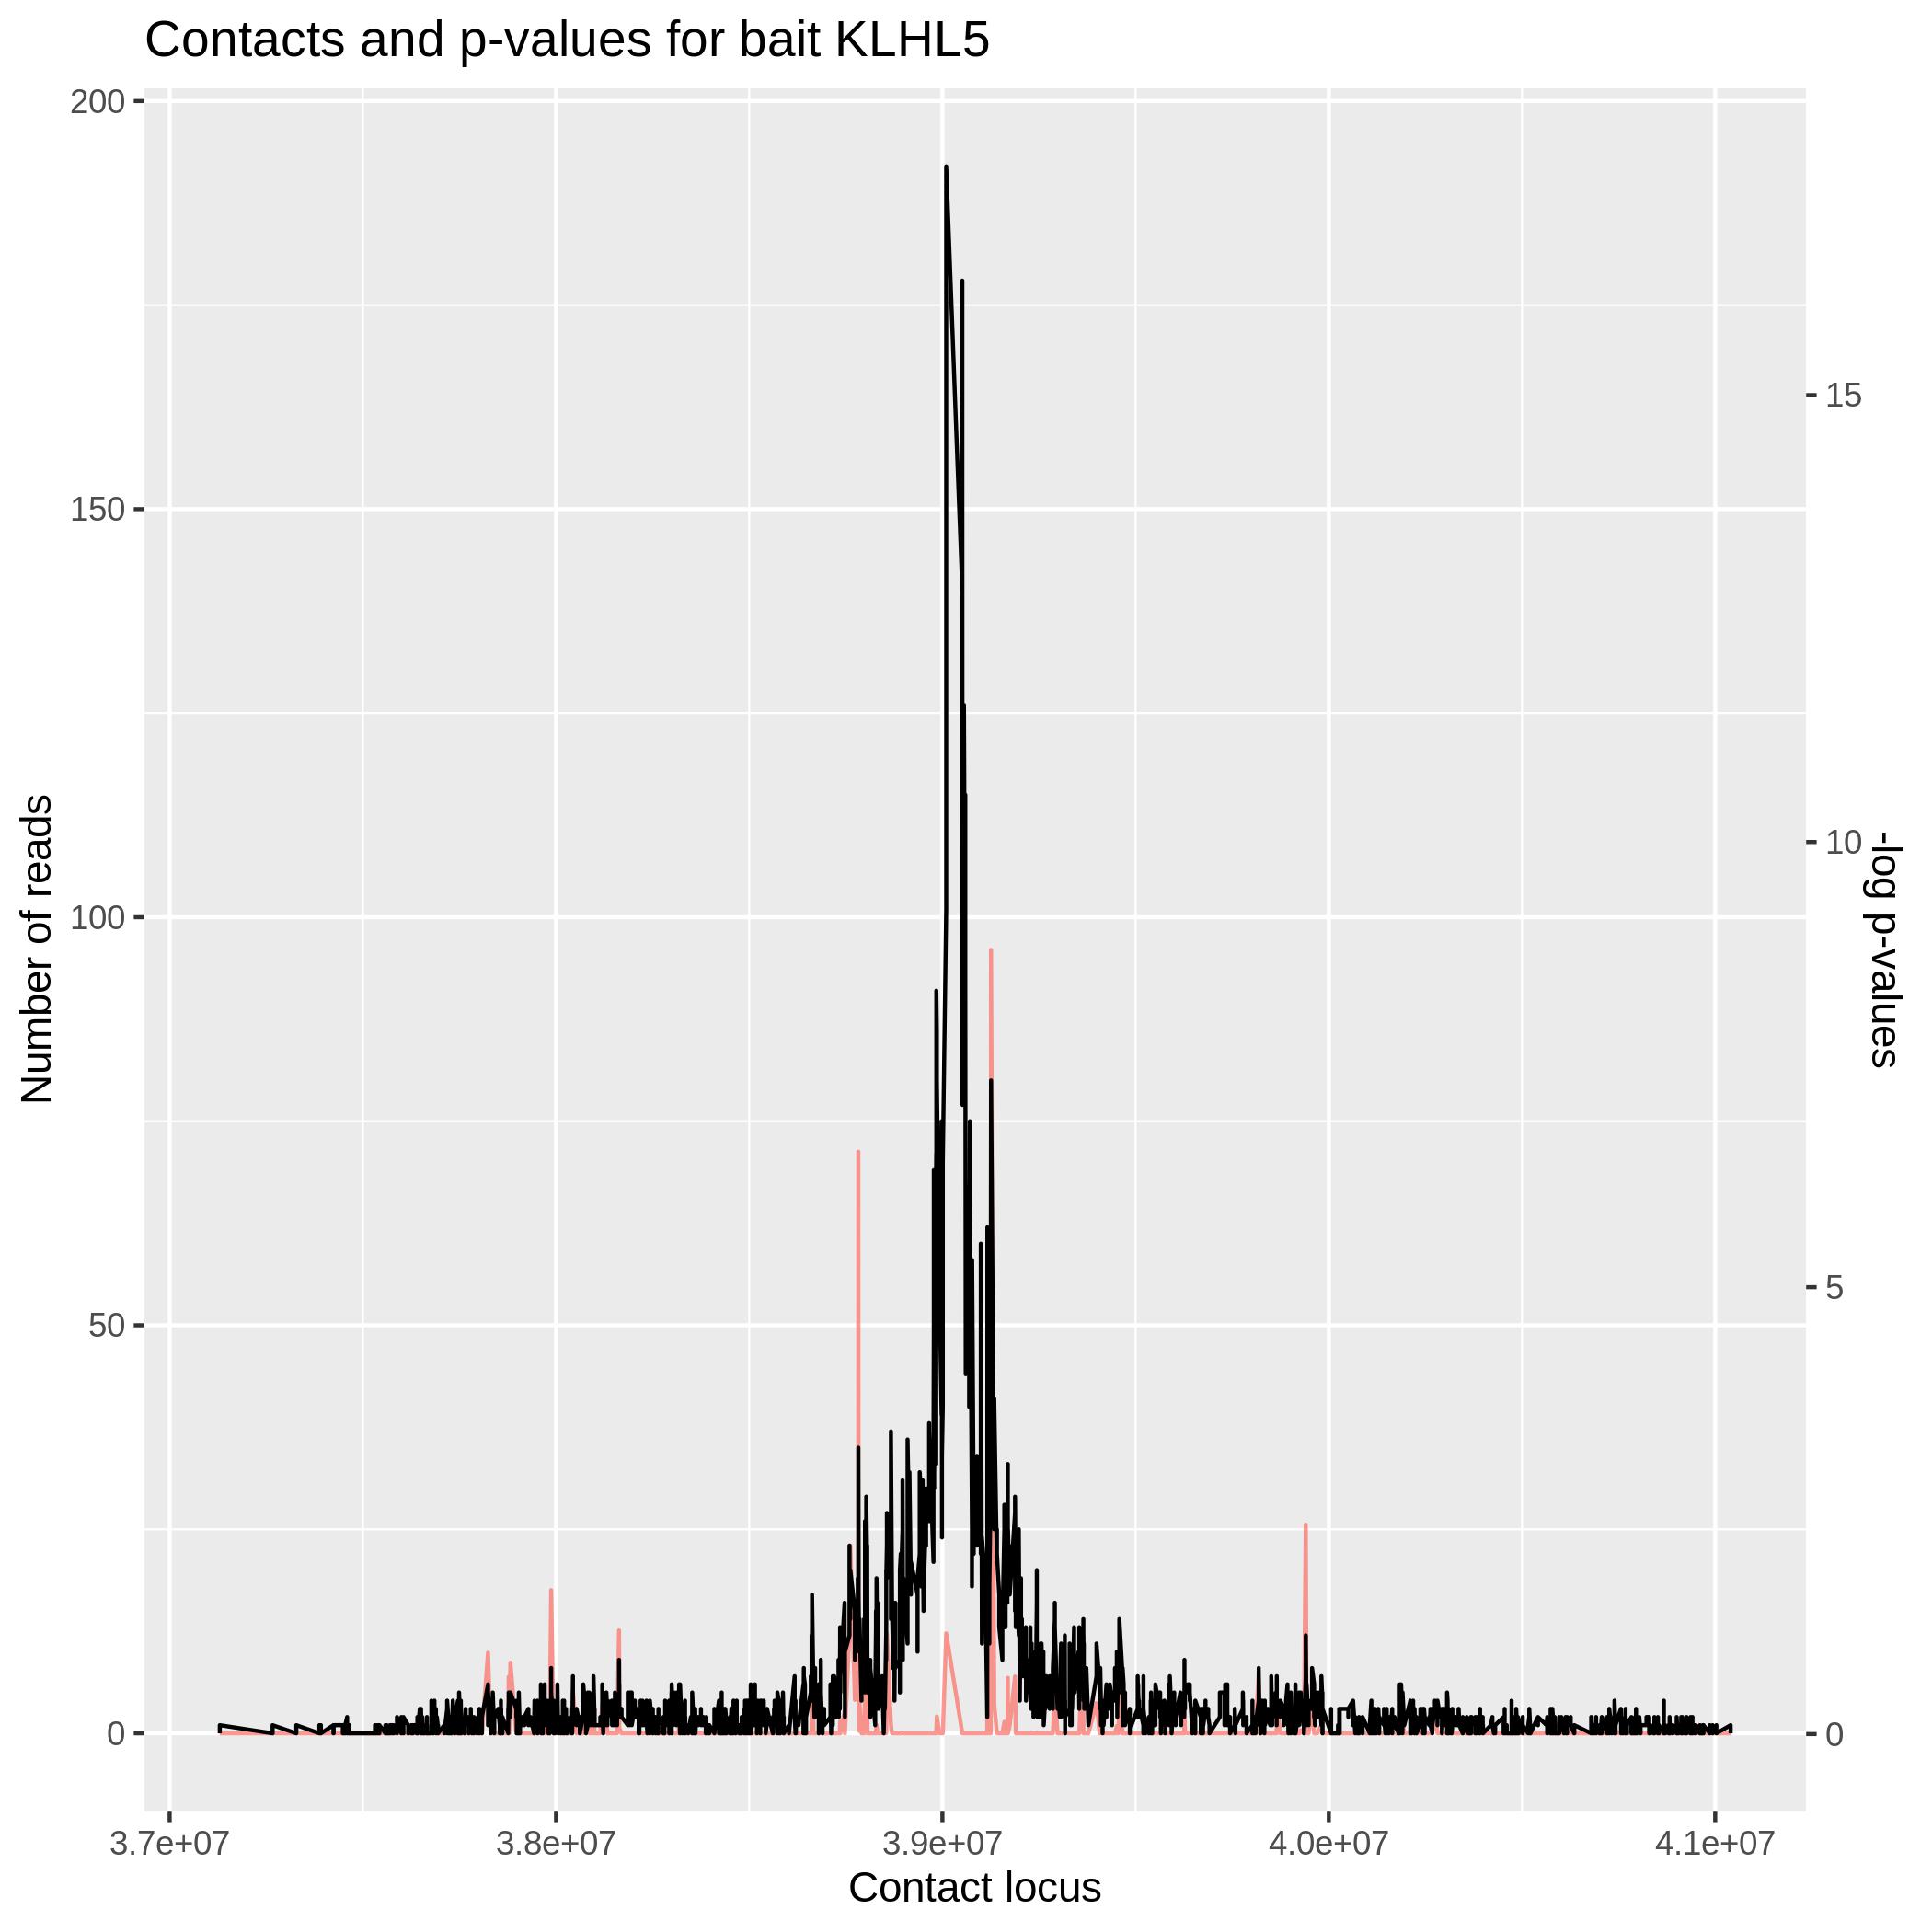 Contacts and p-values for bait KLHL5
200
150
100
50
0
Number of reads
15
10
5
0
-log p-values
3.7e+07
3.8e+07
3.9e+07
4.0e+07
4.1e+07
Contact locus